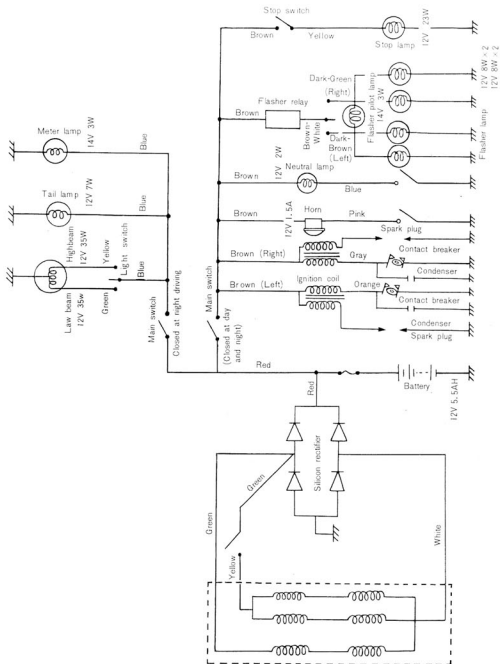 Stop switch
Brown
Yellow
Stop lamp
12V 23W
Dark-Green
(Right)
12V 8W × 2
12V 8W × 2
Flasher relay
Brown
Brown-
White
Flasher pilot lamp
14V 3W
Flasher lamp
Dark-
Brown
(Left)
Meter lamp
14V 3W
Blue
12V 2W
Neutral lamp
Brown
Blue
Tail lamp
12V 7W
Blue
Brown
12V 1.5A
Horn
Pink
Spark plug
Highbeam
12V 35W
Yellow
Light switch
Blue
Brown (Right)
Gray
Contact breaker
Condenser
Ignition coil
Law beam
12V 35w
Green
Brown (Left)
Orange
Contact breaker
Condenser
Spark plug
Main switch
Closed at night driving
Main switch
(Closed at day
and night)
Red
Red
Battery
12V 5.5AH
Silicon rectifier
Green
Green
Yellow
White